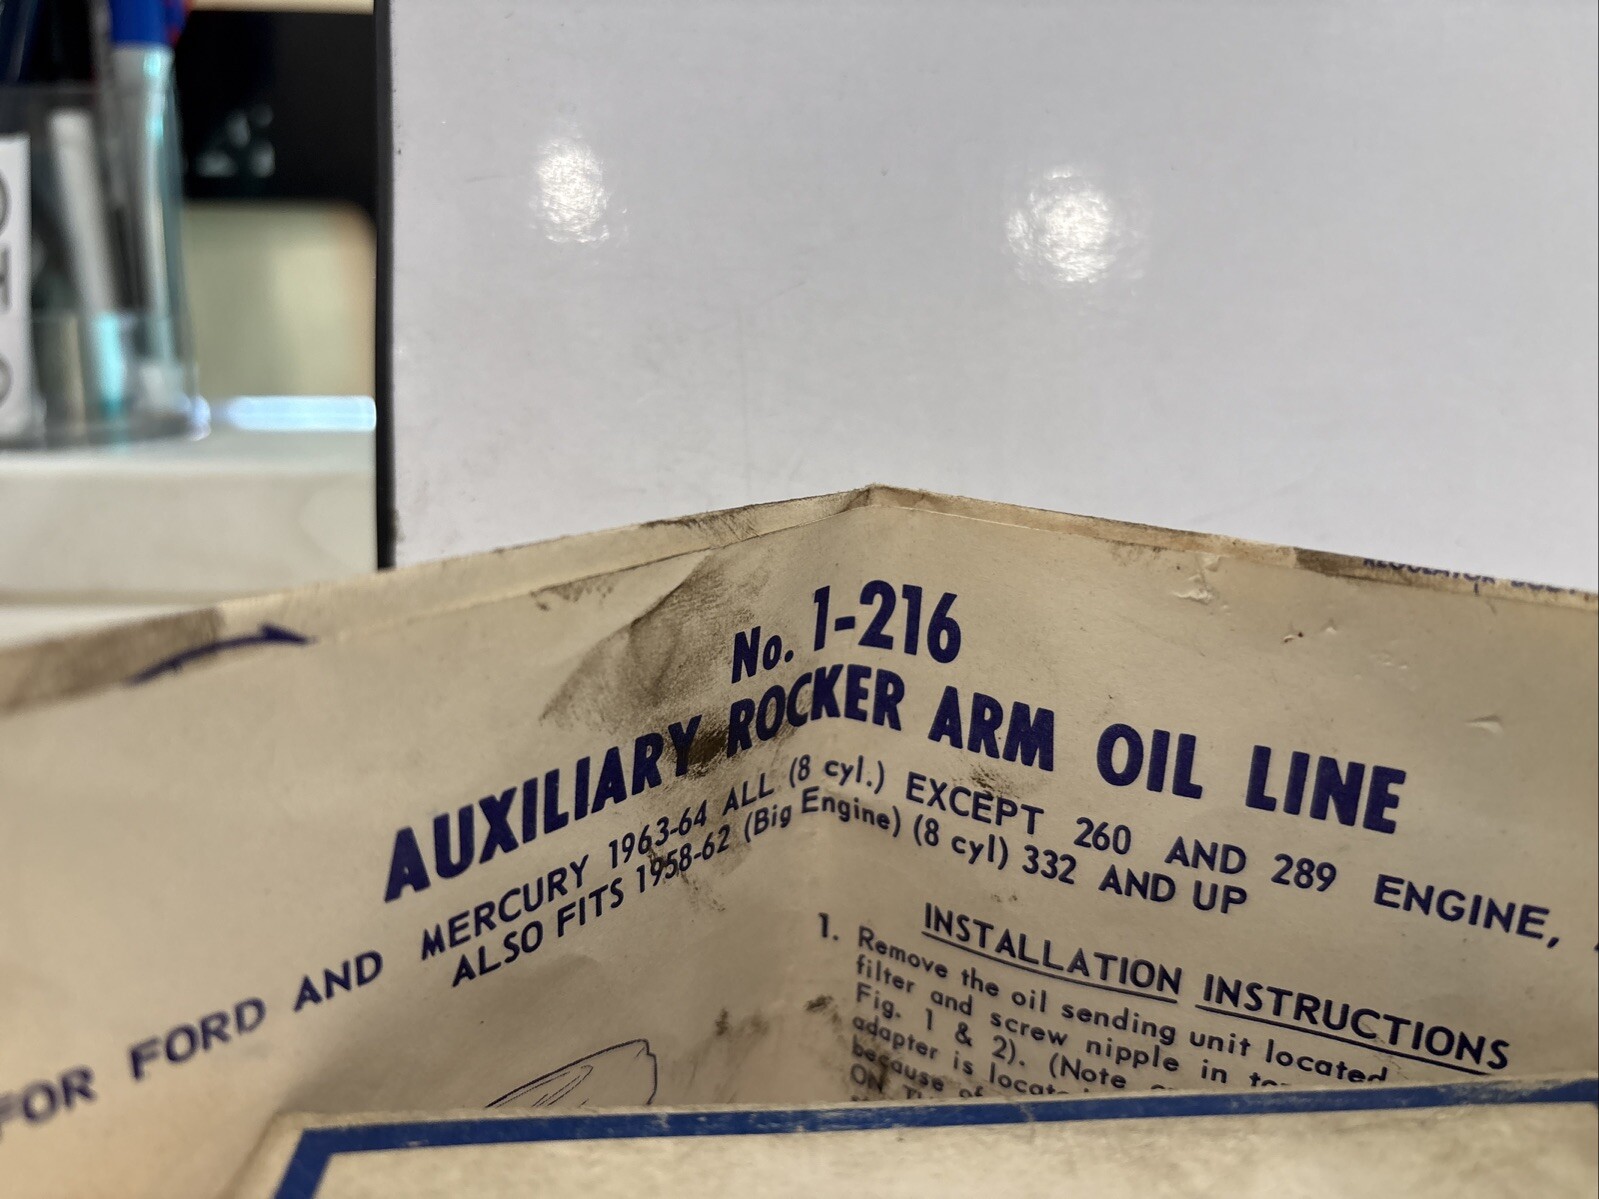 No. 1-216
AUXILIARY ROCKER ARM OIL LINE
FOR FORD AND MERCURY 1963-64 ALL (8 cyl.) EXCEPT 260 AND 289 ENGINE,
ALSO FITS 1958-62 (Big Engine) (8 cyl) 332 AND UP
INSTALLATION INSTRUCTIONS
1. Remove the oil sending unit located
filter and screw nipple in
Fig. 1 & 2). (Note
adapter is
because of
ON